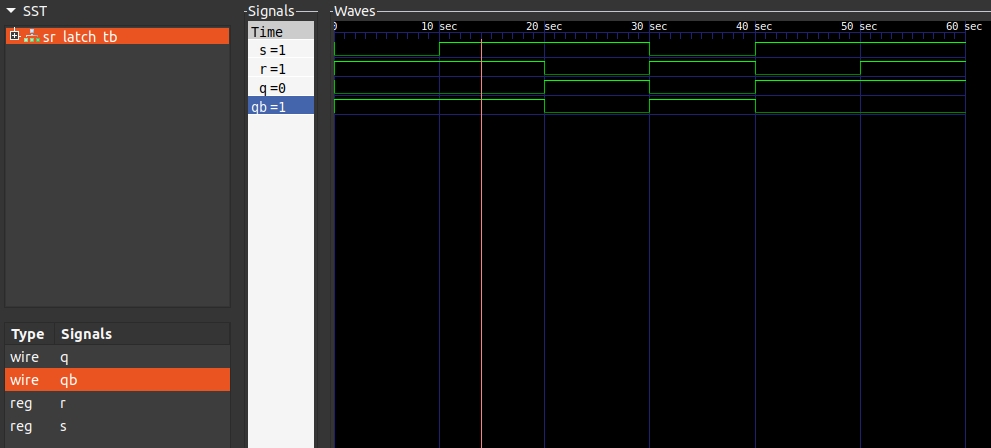 SST
sr_latch_tb
Type Signals
wire q
wire qb
reg r
reg s
Signals
Time
s=1
r=1
q=0
qb=1
Waves
0 10 sec 20 sec 30 sec 40 sec 50 sec 60 sec